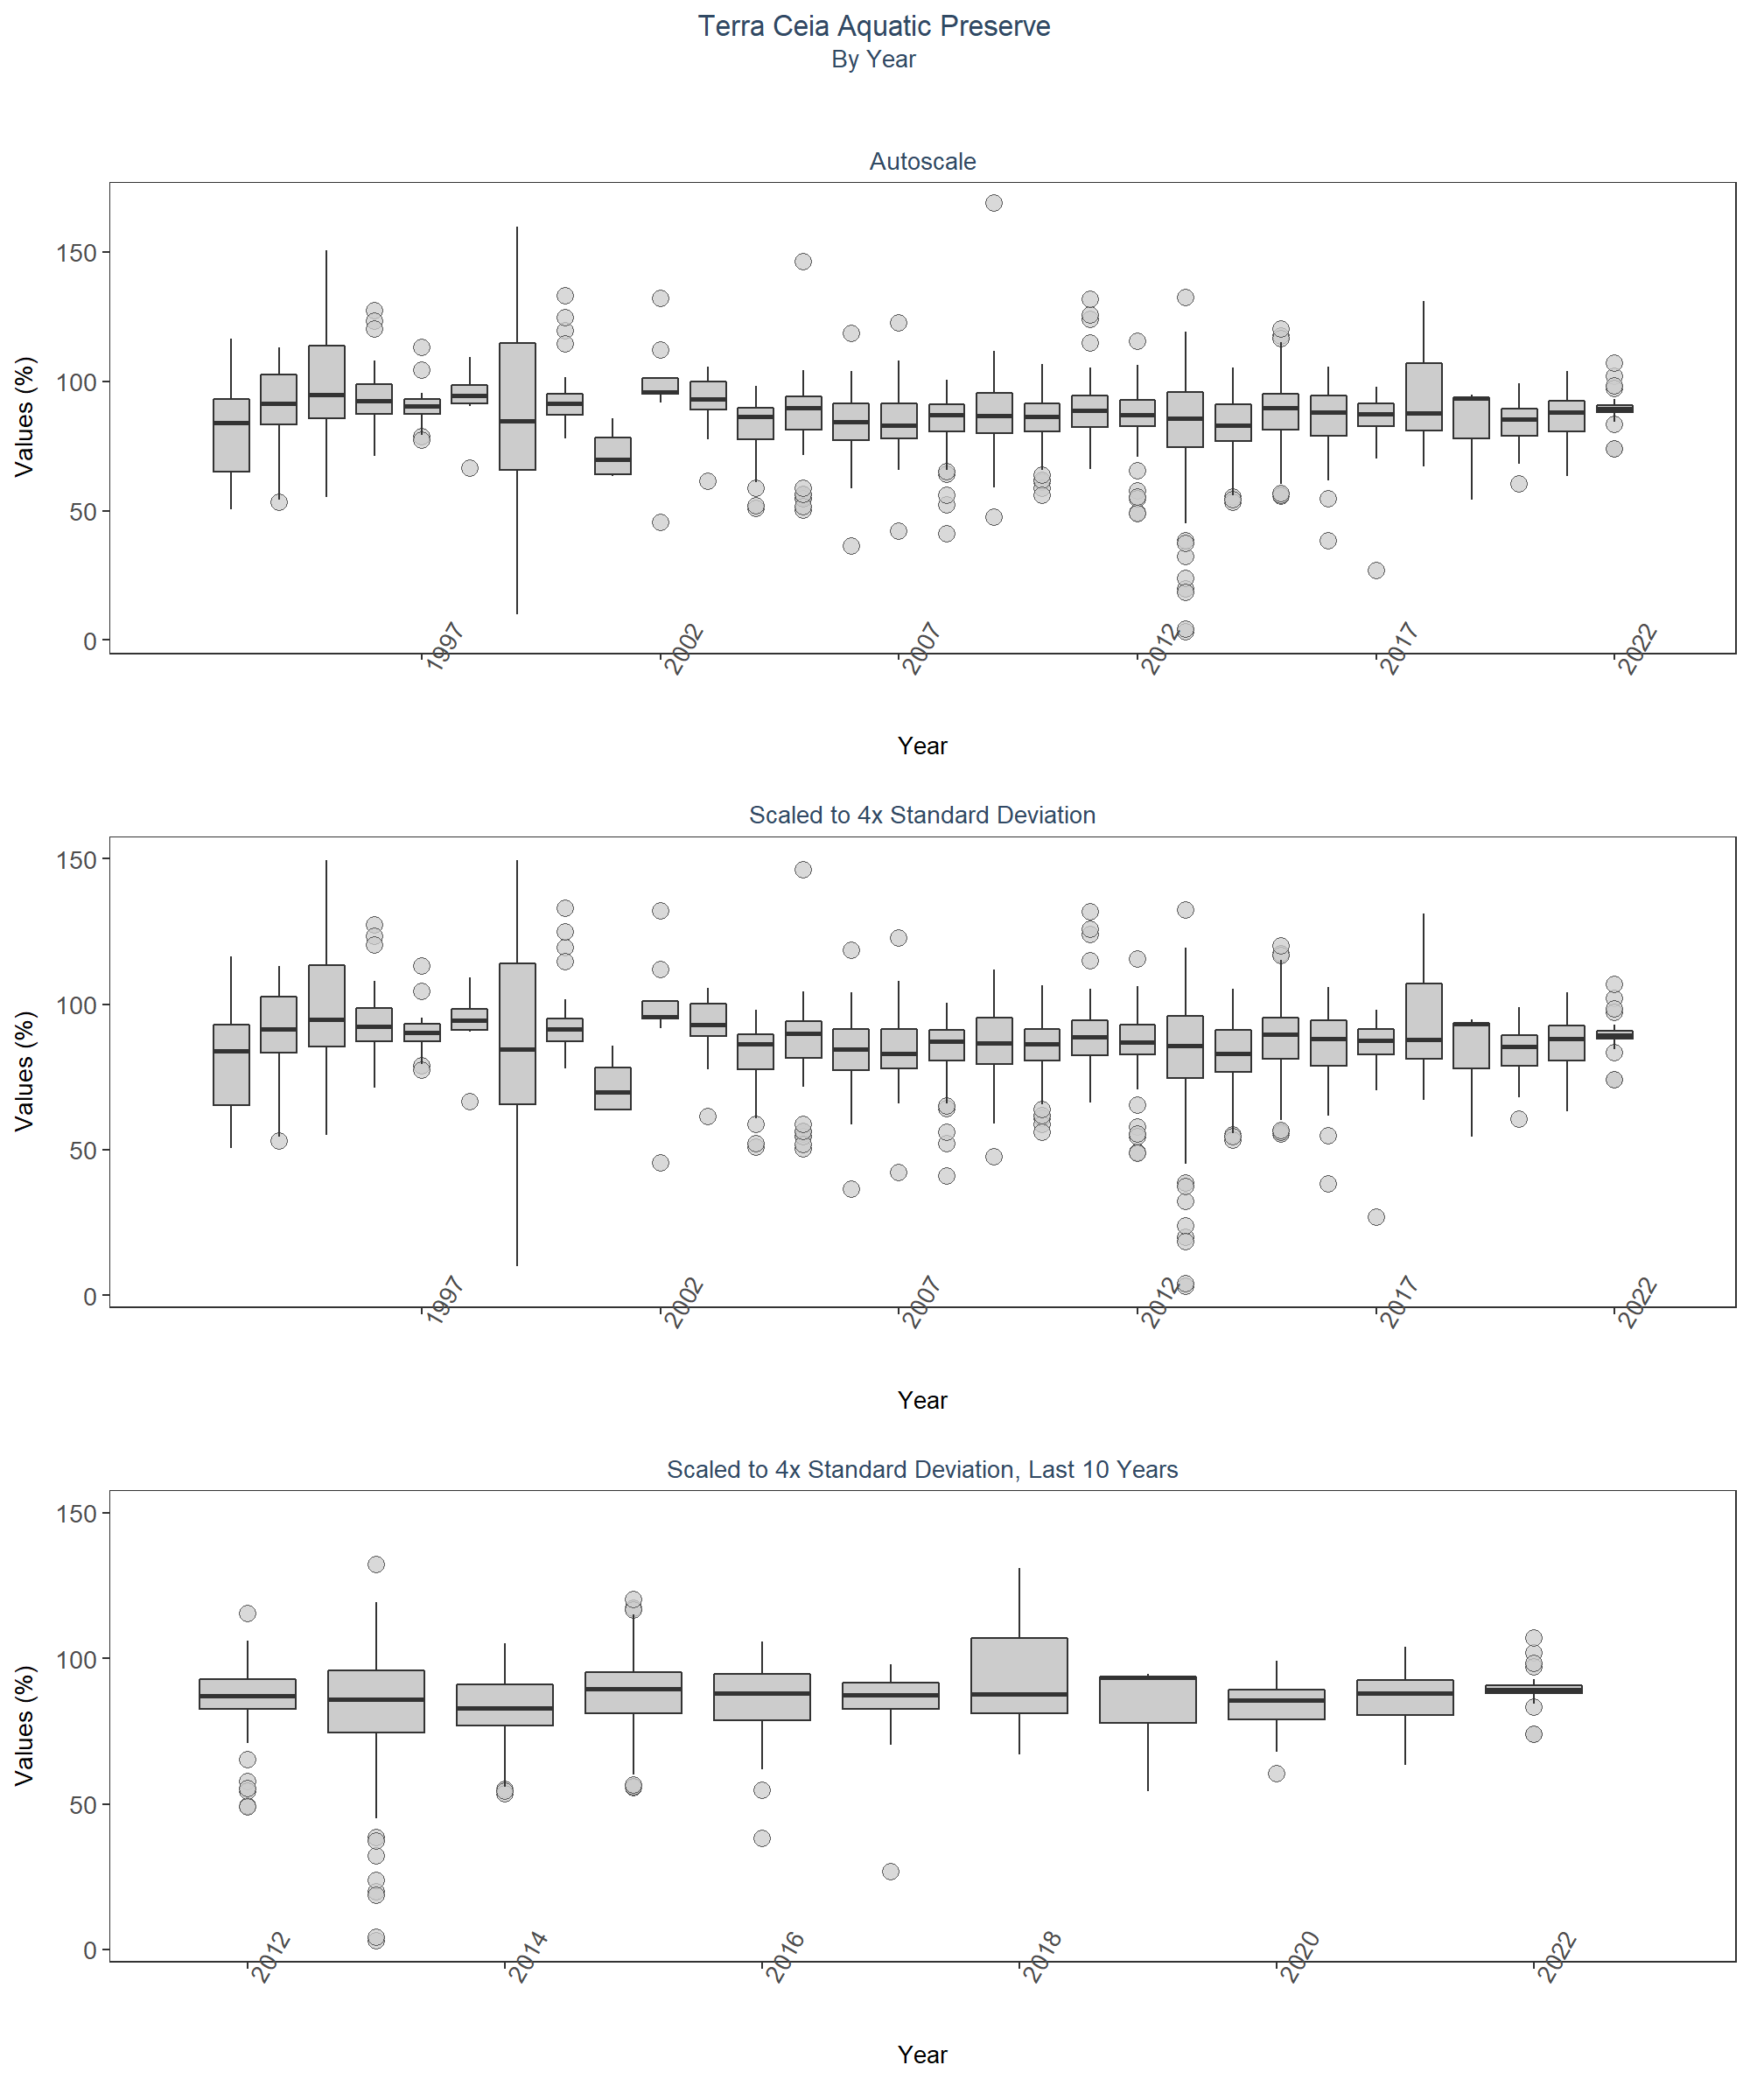 Terra Ceia Aquatic Preserve
By Year
Autoscale
Values (%)
150
100
50
0
1997 2002 2007 2012 2017 2022
Year
Scaled to 4x Standard Deviation
Values (%)
150
100
50
0
1997 2002 2007 2012 2017 2022
Year
Scaled to 4x Standard Deviation, Last 10 Years
Values (%)
150
100
50
0
2012 2014 2016 2018 2020 2022
Year